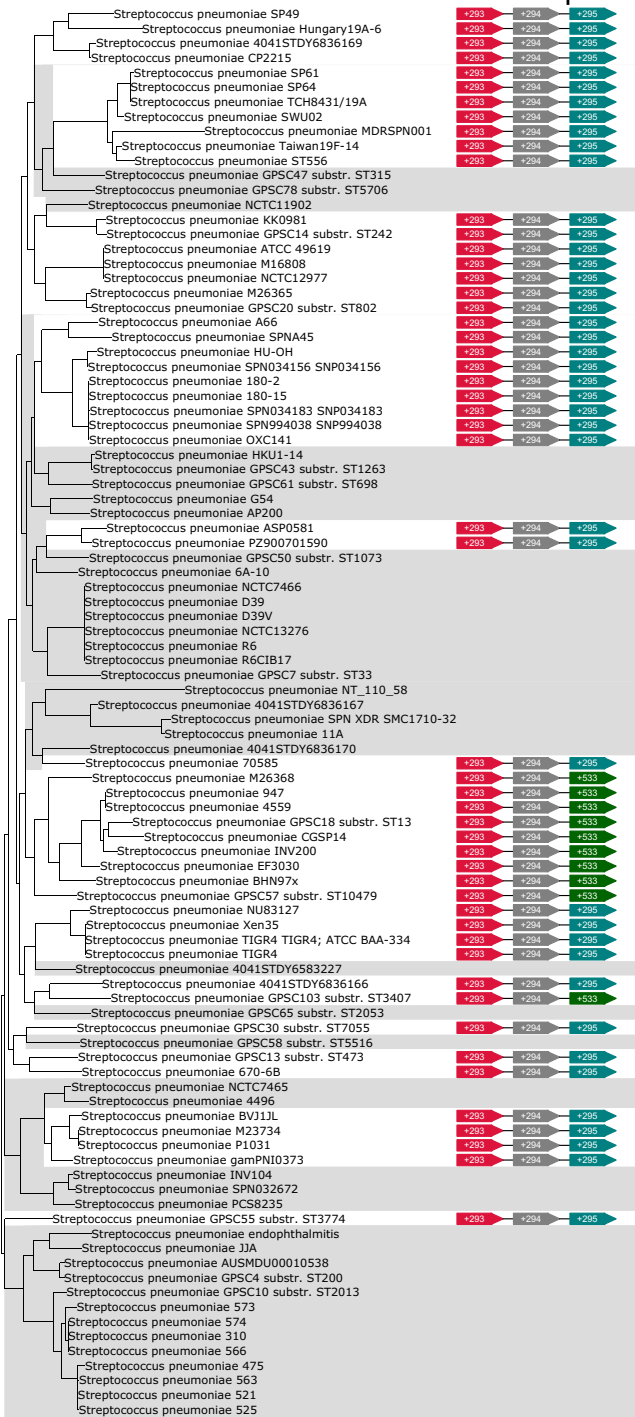 Streptococcus pneumoniae SP49 +293 +294 +295
Streptococcus pneumoniae Hungary19A-6 +293 +294 +295
Streptococcus pneumoniae 4041STDY6836169 +293 +294 +295
Streptococcus pneumoniae CP2215 +293 +294 +295
Streptococcus pneumoniae SP61 +293 +294 +295
Streptococcus pneumoniae SP64 +293 +294 +295
Streptococcus pneumoniae TCH8431/19A +293 +294 +295
Streptococcus pneumoniae SWU02 +293 +294 +295
Streptococcus pneumoniae MDRSPN001 +293 +294 +295
Streptococcus pneumoniae Taiwan19F-14 +293 +294 +295
Streptococcus pneumoniae ST556 +293 +294 +295
Streptococcus pneumoniae GPSC47 substr. ST315
Streptococcus pneumoniae GPSC78 substr. ST5706
Streptococcus pneumoniae NCTC11902
Streptococcus pneumoniae KK0981 +293 +294 +295
Streptococcus pneumoniae GPSC14 substr. ST242 +293 +294 +295
Streptococcus pneumoniae ATCC 49619 +293 +294 +295
Streptococcus pneumoniae M16808 +293 +294 +295
Streptococcus pneumoniae NCTC12977 +293 +294 +295
Streptococcus pneumoniae M26365 +293 +294 +295
Streptococcus pneumoniae GPSC20 substr. ST802 +293 +294 +295
Streptococcus pneumoniae A66 +293 +294 +295
Streptococcus pneumoniae SPNA45 +293 +294 +295
Streptococcus pneumoniae HU-OH +293 +294 +295
Streptococcus pneumoniae SPN034156 SNP034156 +293 +294 +295
Streptococcus pneumoniae 180-2 +293 +294 +295
Streptococcus pneumoniae 180-15 +293 +294 +295
Streptococcus pneumoniae SPN034183 SNP034183 +293 +294 +295
Streptococcus pneumoniae SPN994038 SNP994038 +293 +294 +295
Streptococcus pneumoniae OXC141 +293 +294 +295
Streptococcus pneumoniae HKU1-14
Streptococcus pneumoniae GPSC43 substr. ST1263
Streptococcus pneumoniae GPSC61 substr. ST698
Streptococcus pneumoniae G54
Streptococcus pneumoniae AP200
Streptococcus pneumoniae ASP0581 +293 +294 +295
Streptococcus pneumoniae PZ900701590 +293 +294 +295
Streptococcus pneumoniae GPSC50 substr. ST1073
Streptococcus pneumoniae 6A-10
Streptococcus pneumoniae NCTC7466
Streptococcus pneumoniae D39
Streptococcus pneumoniae D39V
Streptococcus pneumoniae NCTC13276
Streptococcus pneumoniae R6
Streptococcus pneumoniae R6CIB17
Streptococcus pneumoniae GPSC7 substr. ST33
Streptococcus pneumoniae NT_110_58
Streptococcus pneumoniae 4041STDY6836167
Streptococcus pneumoniae SPN XDR SMC1710-32
Streptococcus pneumoniae 11A
Streptococcus pneumoniae 4041STDY6836170
Streptococcus pneumoniae 70585 +293 +294 +295
Streptococcus pneumoniae M26368 +293 +294 +533
Streptococcus pneumoniae 947 +293 +294 +533
Streptococcus pneumoniae 4559 +293 +294 +533
Streptococcus pneumoniae GPSC18 substr. ST13 +293 +294 +533
Streptococcus pneumoniae CGSP14 +293 +294 +533
Streptococcus pneumoniae INV200 +293 +294 +533
Streptococcus pneumoniae EF3030 +293 +294 +533
Streptococcus pneumoniae BHN97x +293 +294 +533
Streptococcus pneumoniae GPSC57 substr. ST10479 +293 +294 +533
Streptococcus pneumoniae NU83127 +293 +294 +295
Streptococcus pneumoniae Xen35 +293 +294 +295
Streptococcus pneumoniae TIGR4 TIGR4; ATCC BAA-334 +293 +294 +295
Streptococcus pneumoniae TIGR4 +293 +294 +295
Streptococcus pneumoniae 4041STDY6583227
Streptococcus pneumoniae 4041STDY6836166 +293 +294 +295
Streptococcus pneumoniae GPSC103 substr. ST3407 +293 +294 +533
Streptococcus pneumoniae GPSC65 substr. ST2053
Streptococcus pneumoniae GPSC30 substr. ST7055 +293 +294 +295
Streptococcus pneumoniae GPSC58 substr. ST5516
Streptococcus pneumoniae GPSC13 substr. ST473 +293 +294 +295
Streptococcus pneumoniae 670-6B +293 +294 +295
Streptococcus pneumoniae NCTC7465
Streptococcus pneumoniae 4496
Streptococcus pneumoniae BVJ1JL +293 +294 +295
Streptococcus pneumoniae M23734 +293 +294 +295
Streptococcus pneumoniae P1031 +293 +294 +295
Streptococcus pneumoniae gamPNI0373 +293 +294 +295
Streptococcus pneumoniae INV104
Streptococcus pneumoniae SPN032672
Streptococcus pneumoniae PCS8235
Streptococcus pneumoniae GPSC55 substr. ST3774 +293 +294 +295
Streptococcus pneumoniae endophthalmitis
Streptococcus pneumoniae JJA
Streptococcus pneumoniae AUSMDU00010538
Streptococcus pneumoniae GPSC4 substr. ST200
Streptococcus pneumoniae GPSC10 substr. ST2013
Streptococcus pneumoniae 573
Streptococcus pneumoniae 574
Streptococcus pneumoniae 310
Streptococcus pneumoniae 566
Streptococcus pneumoniae 475
Streptococcus pneumoniae 563
Streptococcus pneumoniae 521
Streptococcus pneumoniae 525